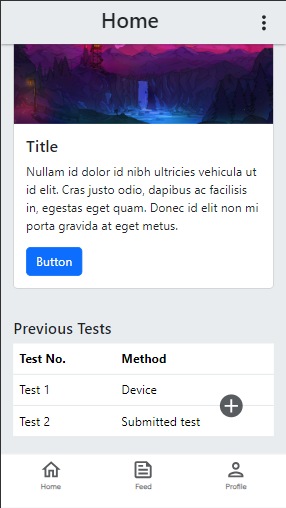 Home
Title
Nullam id dolor id nibh ultricies vehicula ut
id elit. Cras justo odio, dapibus ac facilisis
in, egestas eget quam. Donec id elit non mi
porta gravida at eget metus.
Button
Previous Tests
Test No. Method
Test 1 Device
Test 2 Submitted test
Home Feed Profile